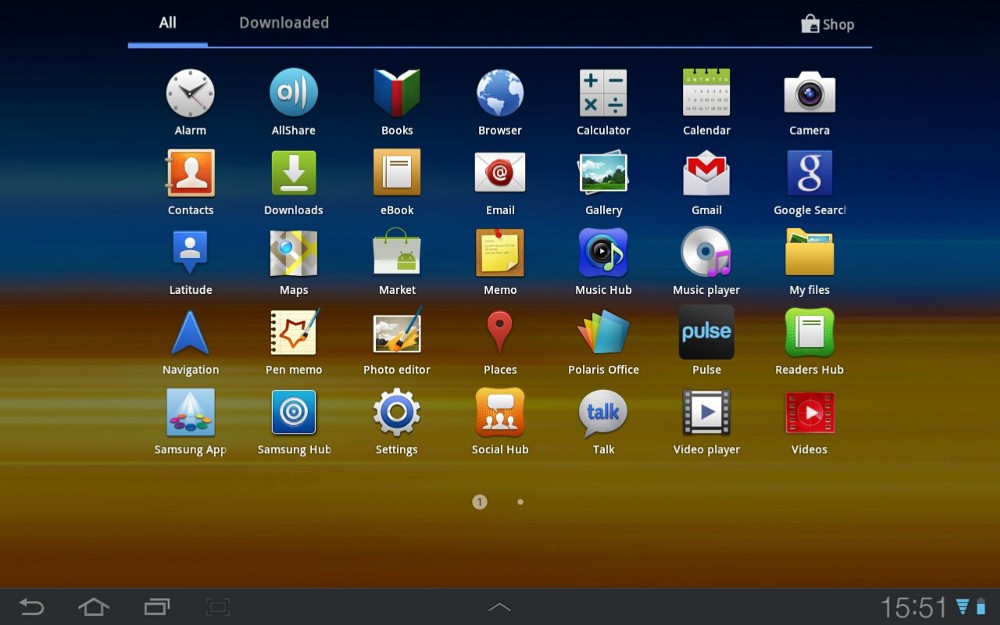 All Downloaded Shop
Alarm AllShare Books Browser Calculator Calendar Camera
Contacts Downloads eBook Email Gallery Gmail Google Searc
Latitude Maps Market Memo Music Hub Music player My files
pulse
Navigation Pen memo Photo editor Places Polaris Office Pulse Readers Hub
talk
Samsung App Samsung Hub Settings Social Hub Talk Video player Videos
1
15:51